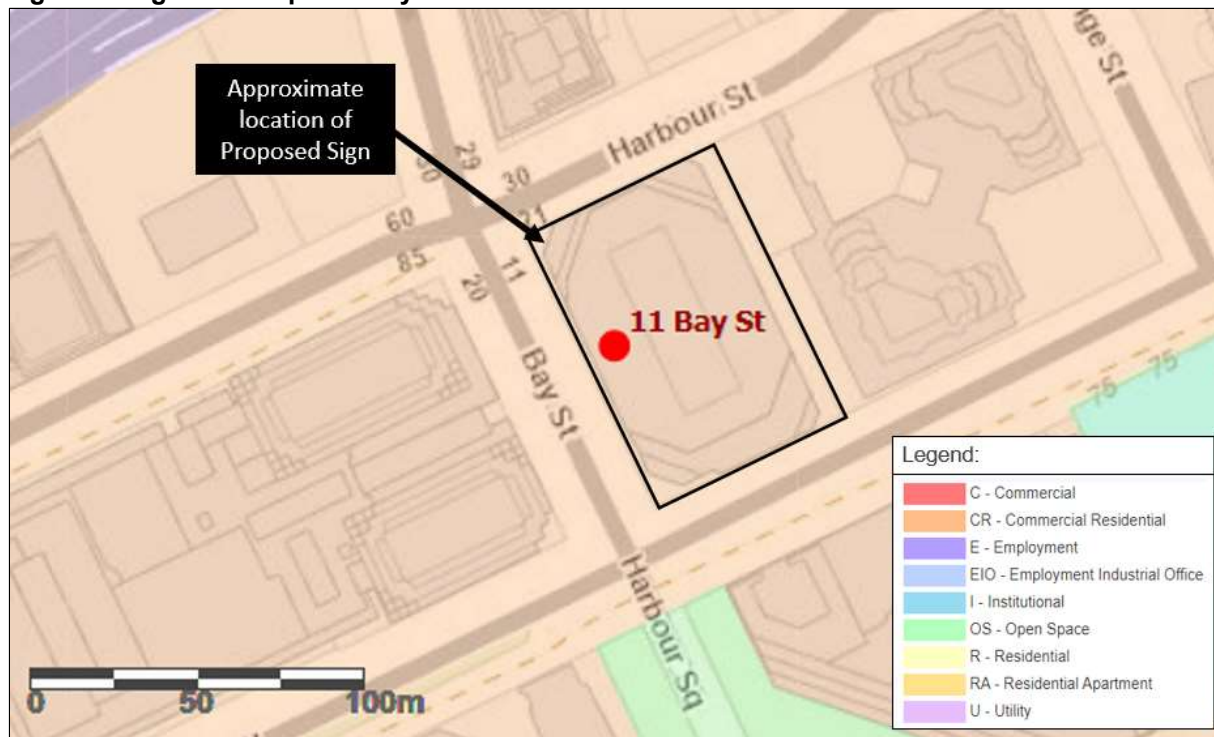 Approximate
location of
Proposed Sign
Harbour St
ge St
29
30
21
60
85
11
20
11 Bay St
Bay St
75
75
Harbour Sq
0 50 100m
Legend:
C - Commercial
CR - Commercial Residential
E - Employment
EIO - Employment Industrial Office
I - Institutional
OS - Open Space
R - Residential
RA - Residential Apartment
U - Utility